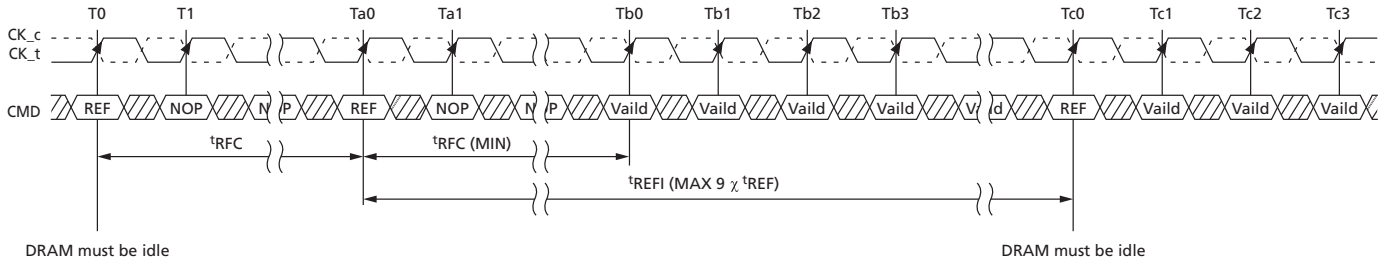 T0 T1 Ta0 Ta1 Tb0 Tb1 Tb2 Tb3 Tc0 Tc1 Tc2 Tc3
CK_c
CK_t
CMD REF NOP N P REF NOP N P Vaild Vaild Vaild Vaild Va d REF Vaild Vaild Vaild
tRFC tRFC (MIN)
tREFI (MAX 9 χ tREF)
DRAM must be idle DRAM must be idle